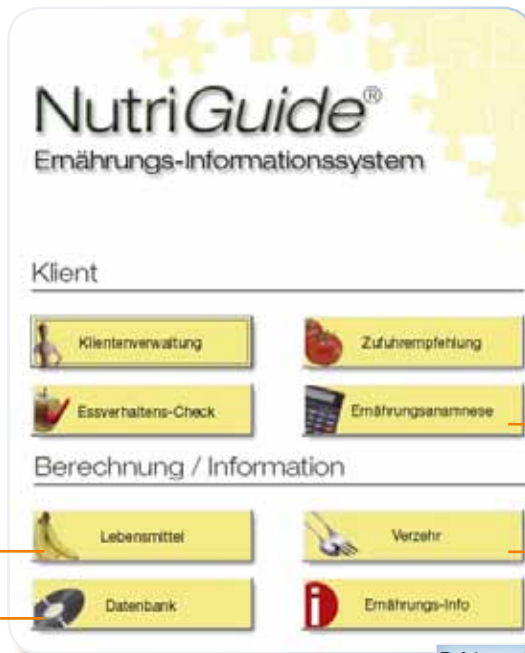 NutriGuide®
Ernährungs-Informationssystem
Klient
Klientenverwaltung
Zufuhrempfehlung
Essverhaltens-Check
Ernährungsanamnese
Berechnung / Information
Lebensmittel
Verzehr
Datenbank
Ernährungs-Info